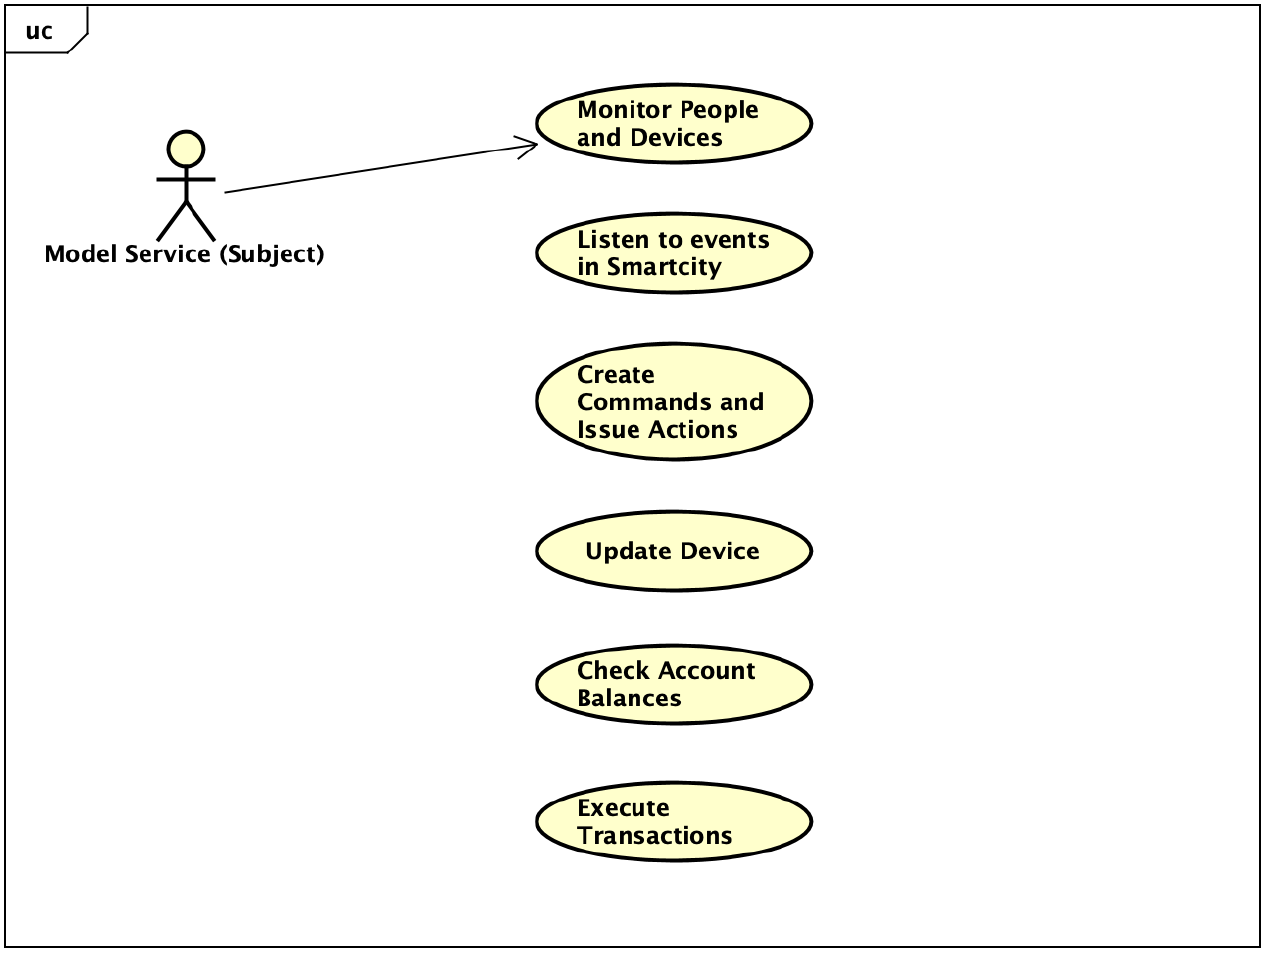 uc
Monitor People
and Devices
Model Service (Subject)
Listen to events
in Smartcity
Create
Commands and
Issue Actions
Update Device
Check Account
Balances
Execute
Transactions